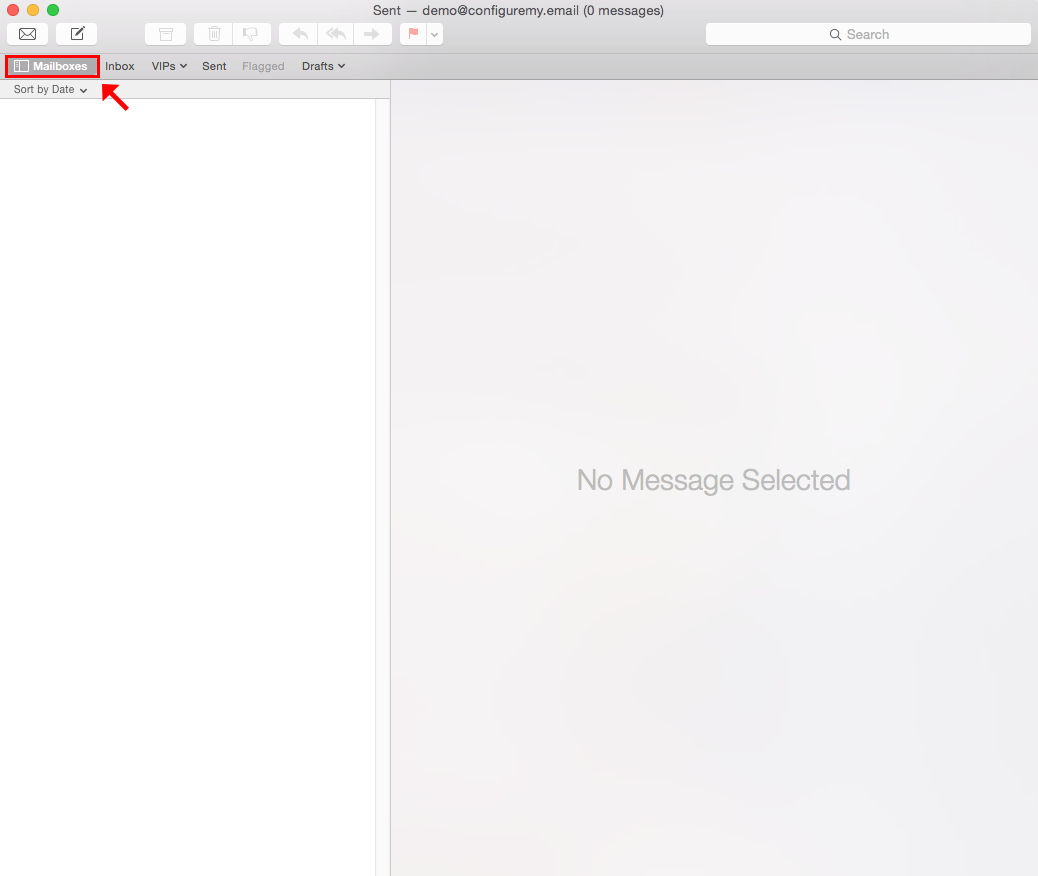 Sent — demo@configuremy.email (0 messages)
Search
Mailboxes Inbox VIPs Sent Flagged Drafts
Sort by Date
No Message Selected